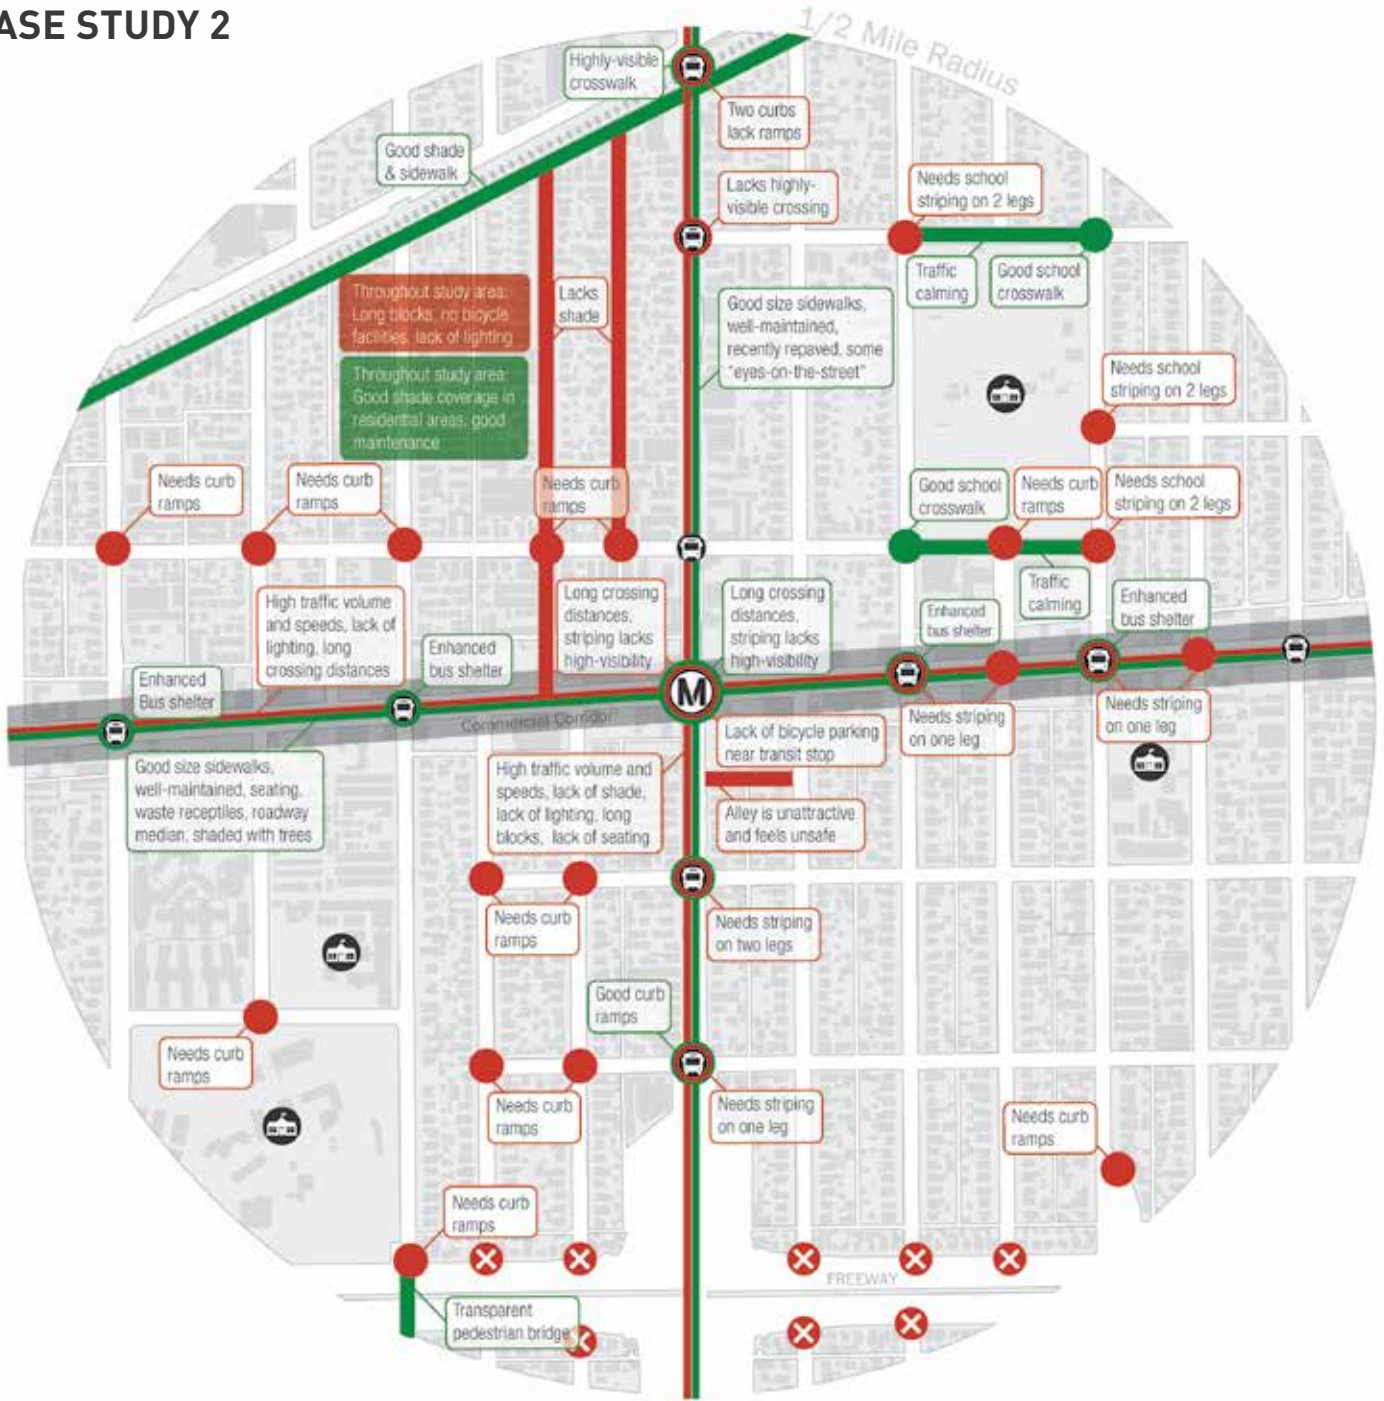 ASE STUDY 2
1/2 Mile Radius
Highly-visible
crosswalk
Two curbs
lack ramps
Good shade
& sidewalk
Lacks highly-
visible crossing
Needs school
striping on 2 legs
Traffic
calming
Good school
crosswalk
Throughout study area:
Long blocks, no bicycle
facilities, lack of lighting
Lacks
shade
Good size sidewalks,
well-maintained,
recently repaved, some
"eyes-on-the-street"
Throughout study area:
Good shade coverage in
residential areas, good
maintenance
Needs school
striping on 2 legs
Needs curb
ramps
Needs curb
ramps
Needs curb
ramps
Good school
crosswalk
Needs curb
ramps
Needs school
striping on 2 legs
Traffic
calming
High traffic volume
and speeds, lack of
lighting, long
crossing distances
Long crossing
distances,
striping lacks
high-visibility
Long crossing
distances,
striping lacks
high-visibility
Enhanced
bus shelter
Enhanced
bus shelter
Enhanced
bus shelter
Enhanced
Bus shelter
M
Commercial Corridor
Needs striping
on one leg
Needs striping
on one leg
Lack of bicycle parking
near transit stop
Good size sidewalks,
well-maintained, seating,
waste receptiles, roadway
median, shaded with trees
High traffic volume and
speeds, lack of shade,
lack of lighting, long
blocks, lack of seating
Alley is unattractive
and feels unsafe
Needs curb
ramps
Needs striping
on two legs
Good curb
ramps
Needs curb
ramps
Needs curb
ramps
Needs striping
on one leg
Needs curb
ramps
Needs curb
ramps
FREEWAY
Transparent
pedestrian bridge